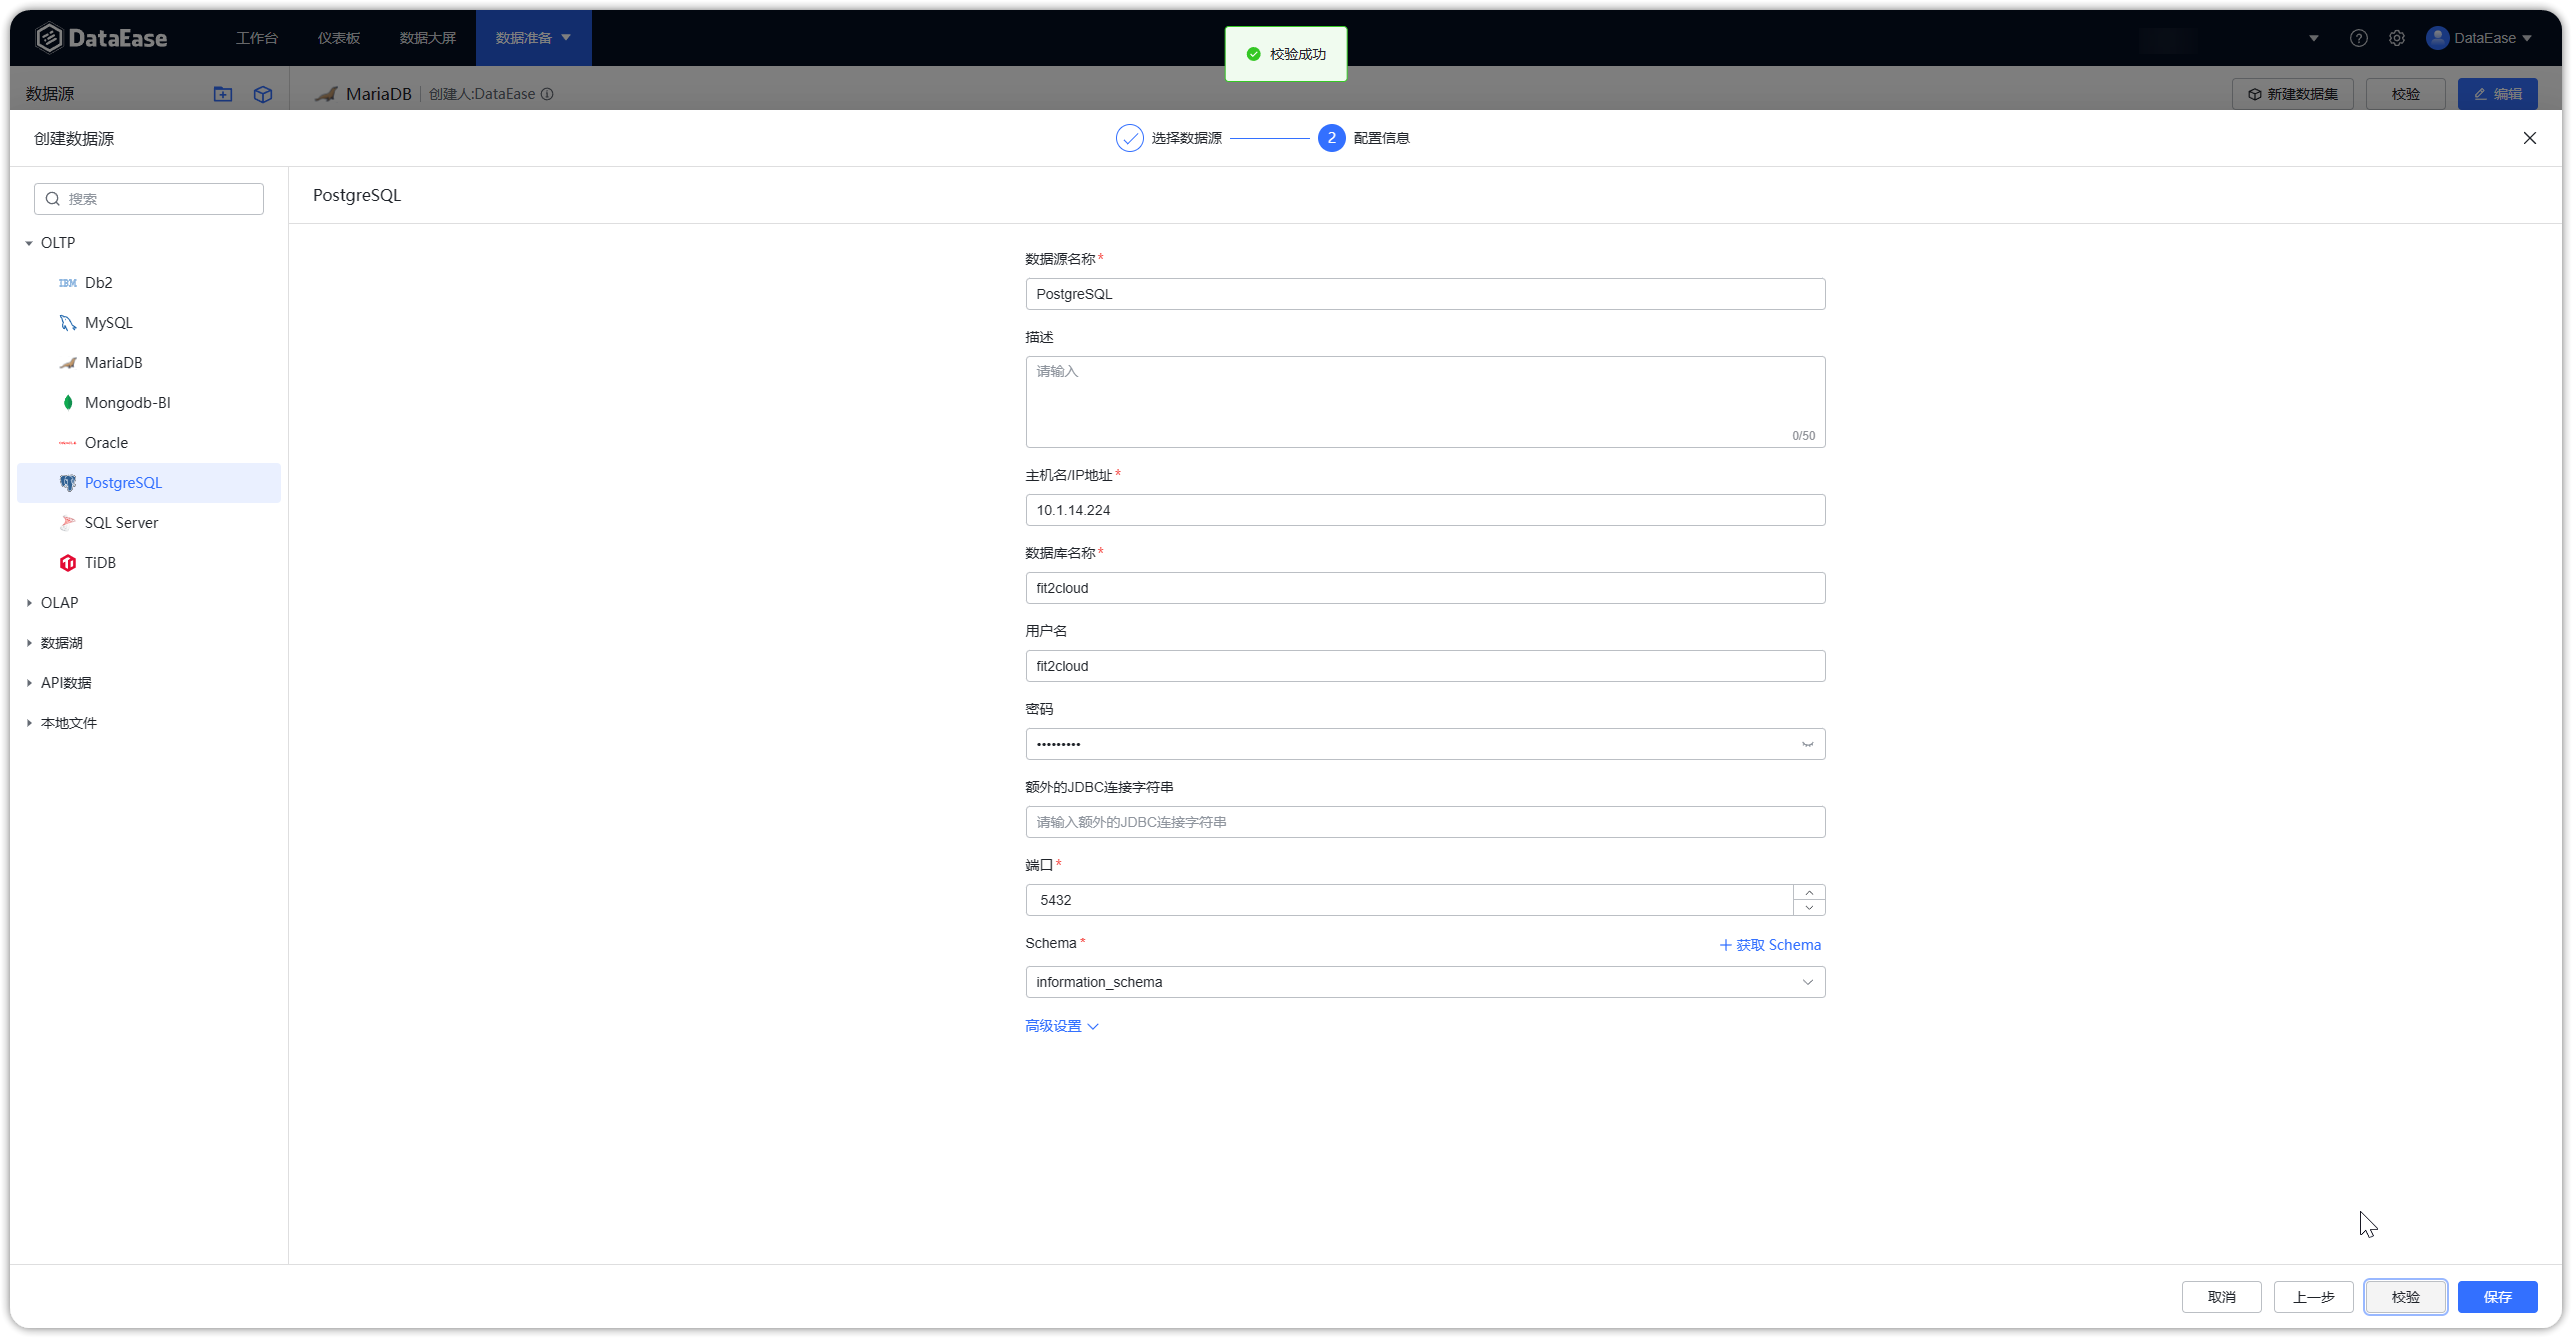 DataEase
工作台
仪表板
数据大屏
数据准备
校验成功
DataEase
数据源
MariaDB
创建人:DataEase
新建数据集
校验
编辑
创建数据源
选择数据源
2
配置信息
搜索
OLTP
IBM
Db2
MySQL
MariaDB
Mongodb-BI
Oracle
PostgreSQL
SQL Server
TiDB
OLAP
数据湖
API数据
本地文件
PostgreSQL
数据源名称*
PostgreSQL
描述
请输入
0/50
主机名/IP地址*
10.1.14.224
数据库名称*
fit2cloud
用户名
fit2cloud
密码
•••••••••
额外的JDBC连接字符串
请输入额外的JDBC连接字符串
端口*
5432
Schema*
+ 获取 Schema
information_schema
高级设置
取消
上一步
校验
保存